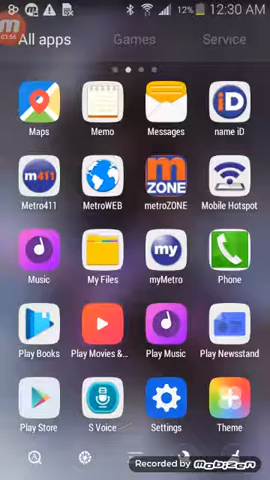 12% 12:30 AM
All apps Games Service
Maps Memo Messages name iD
iD
m411 m ZONE
Metro411 MetroWEB metroZONE Mobile Hotspot
my
Music My Files myMetro Phone
Play Books Play Movies &... Play Music Play Newsstand
Play Store S Voice Settings Theme
Recorded by Mobizen